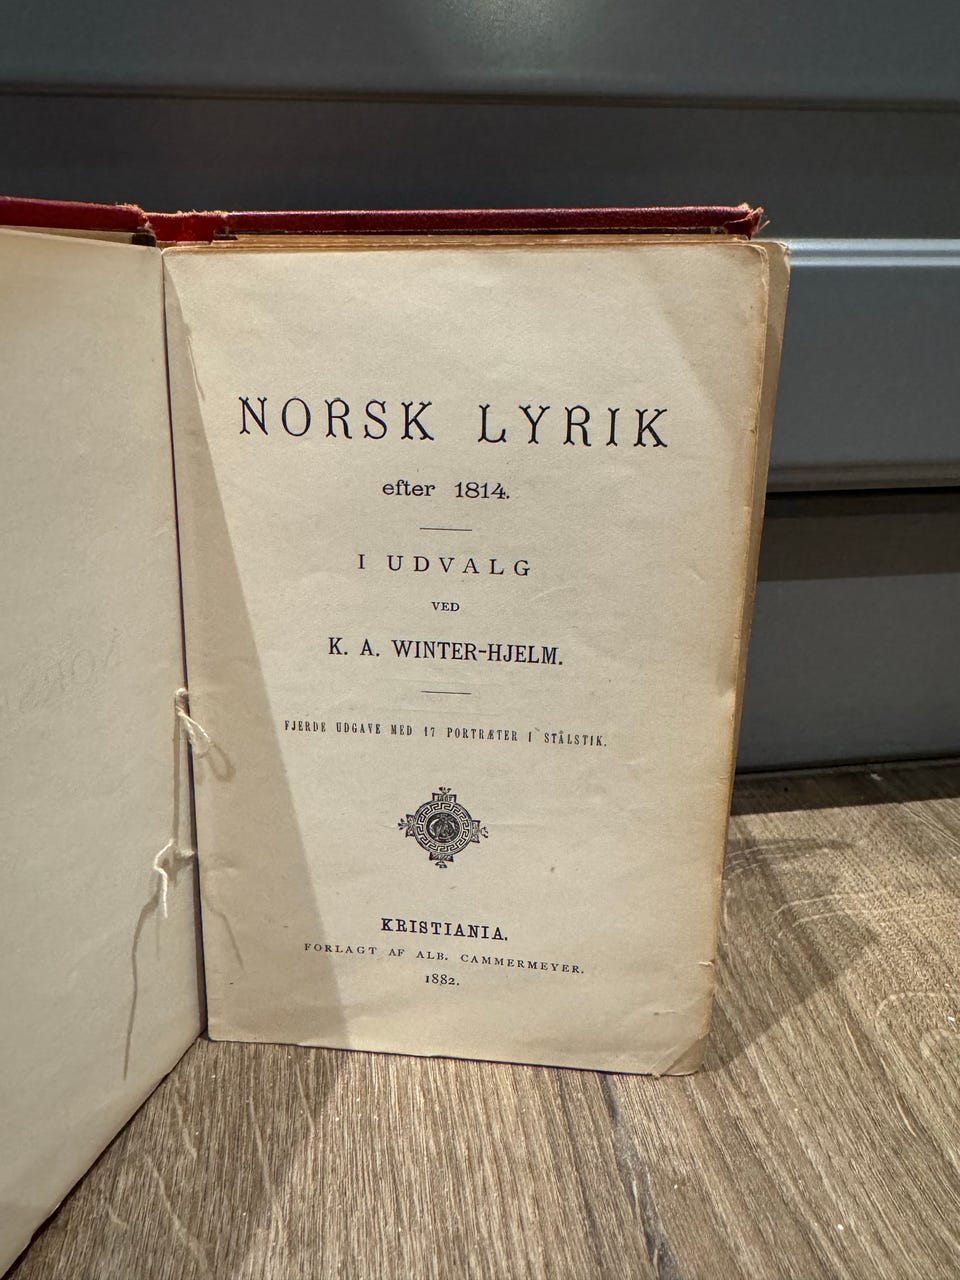 NORSK LYRIK
efter 1814.
I UDVALG
VED
K. A. WINTER-HJELM.
FJERDE UDGAVE MED 17 PORTRÆTER I STÅLSTIK.
KRISTIANIA.
FORLAGT AF ALB. CAMMERMEYER.
1882.